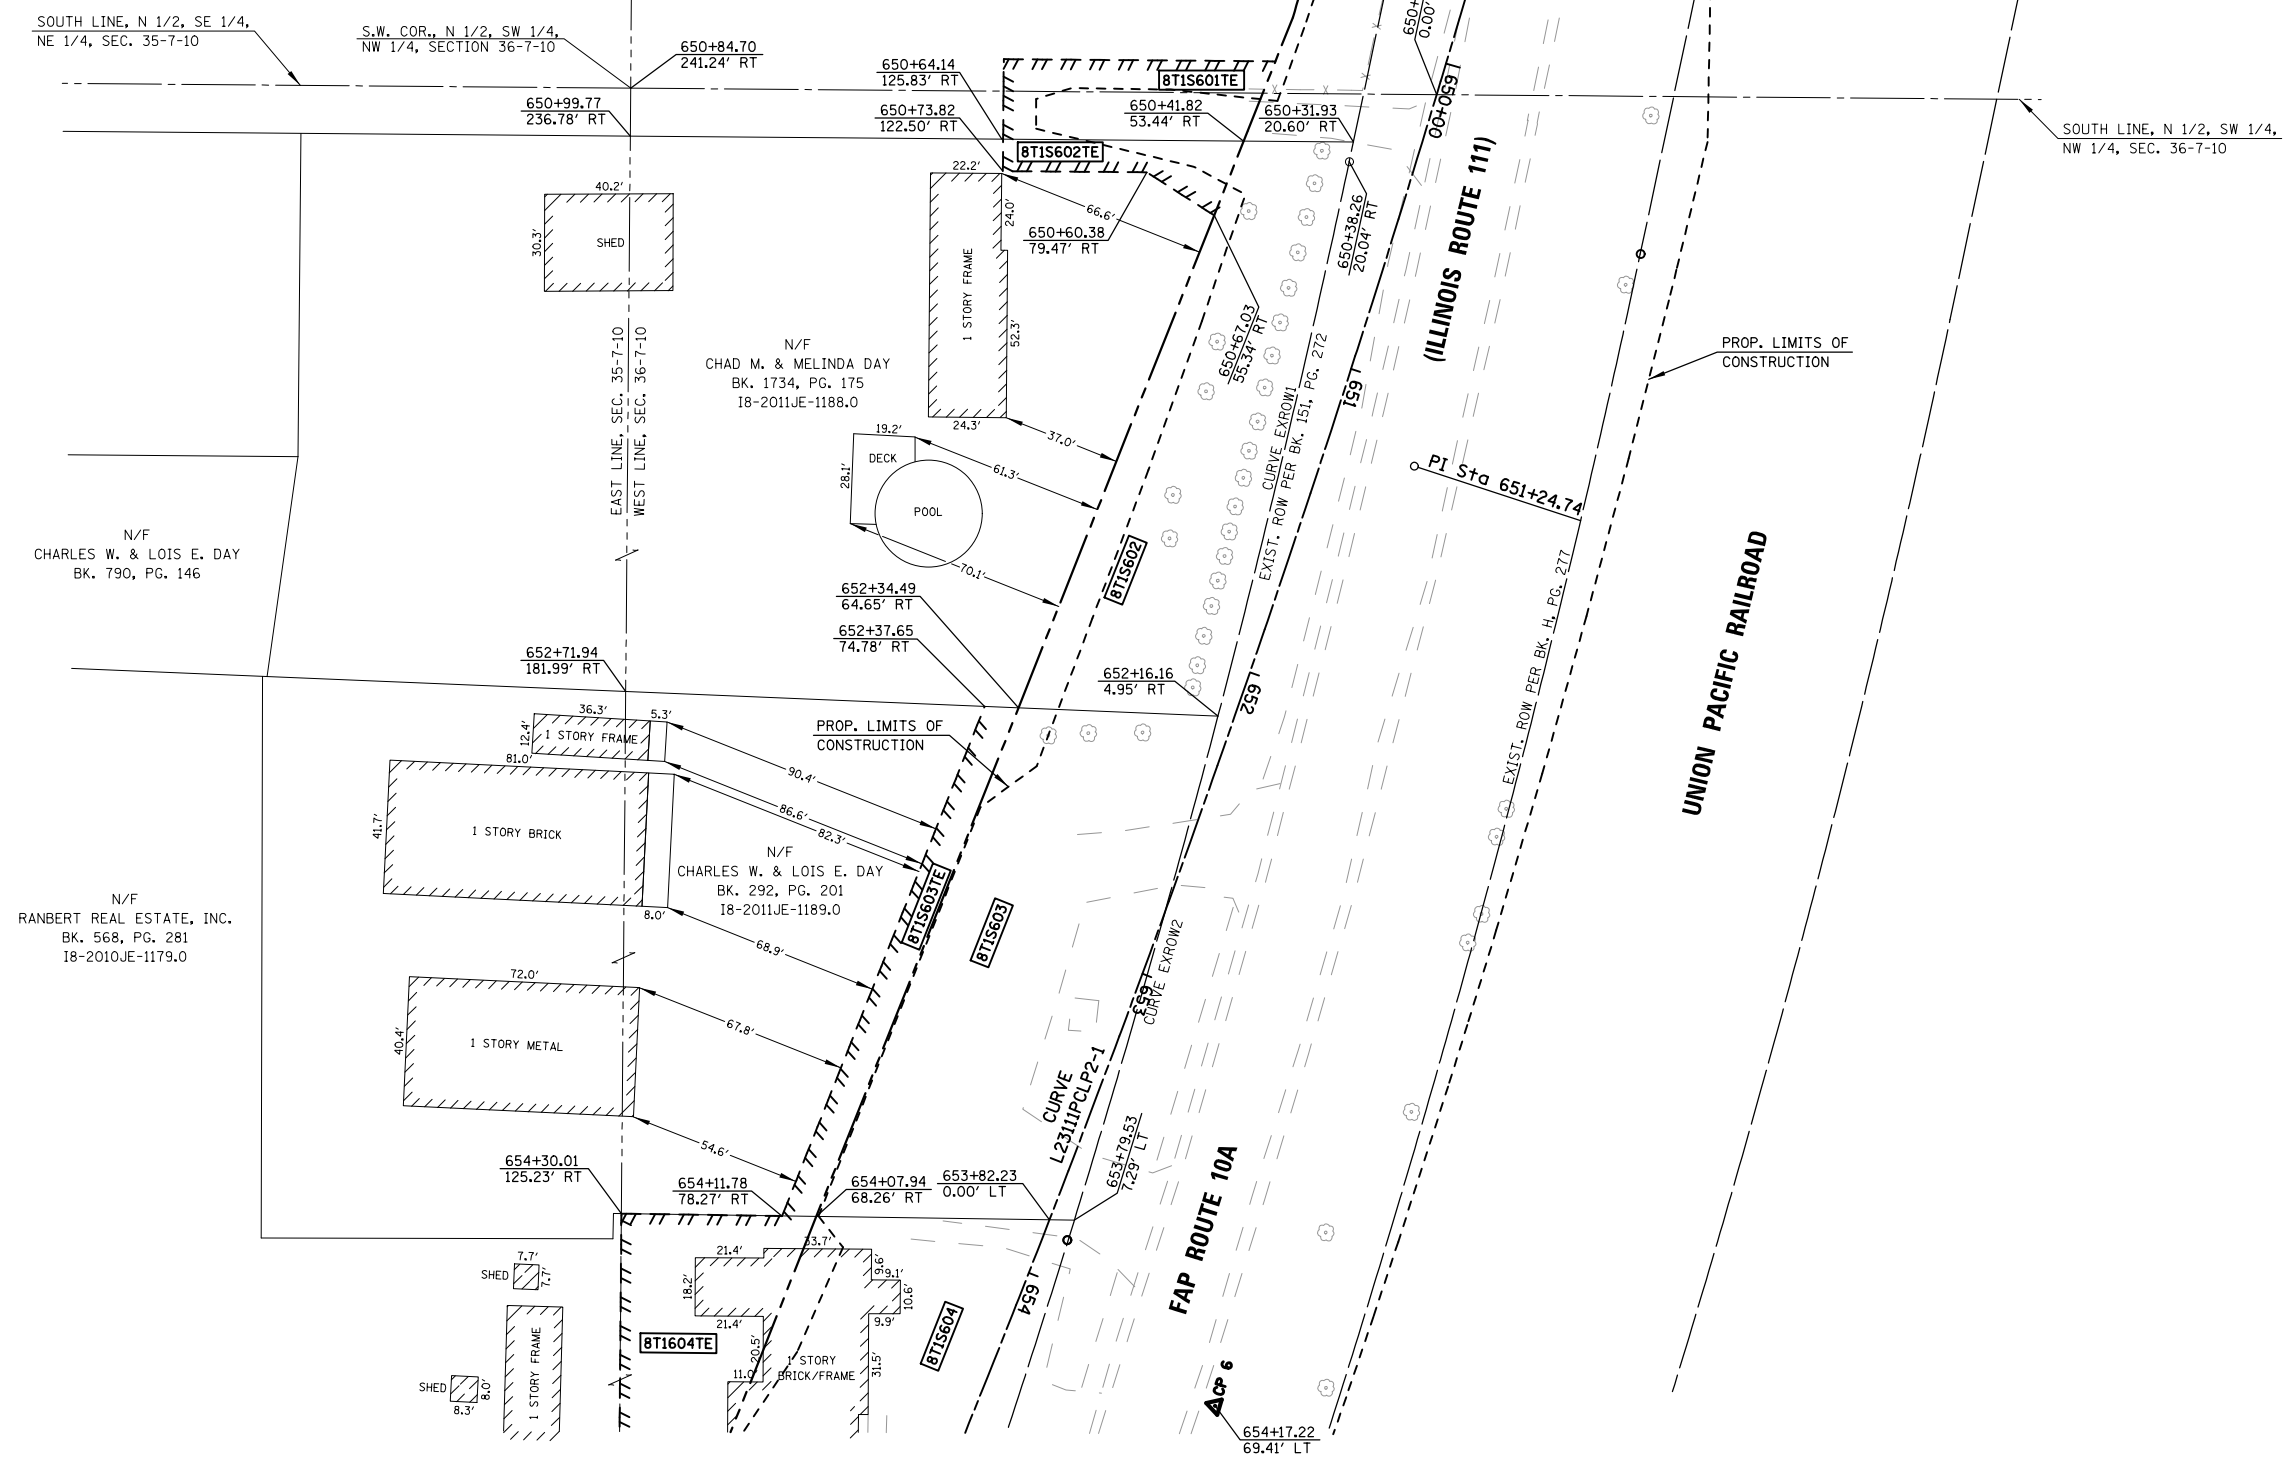 SOUTH LINE, N 1/2, SE 1/4,
NE 1/4, SEC. 35-7-10
S.W. COR., N 1/2, SW 1/4,
NW 1/4, SECTION 36-7-10
650+84.70
241.24' RT
650+99.77
236.78' RT
650+64.14
125.83' RT
650+73.82
122.50' RT
8T1S601TE
650+41.82
53.44' RT
650+31.93
20.60' RT
650+
0.00'
650+00
SOUTH LINE, N 1/2, SW 1/4,
NW 1/4, SEC. 36-7-10
8T1S602TE
40.2'
30.3'
SHED
22.2'
24.0'
1 STORY FRAME
52.3'
24.3'
66.6'
650+60.38
79.47' RT
650+38.26
20.04' RT
650+67.03
55.34' RT
(ILLINOIS ROUTE 111)
EAST LINE, SEC. 35-7-10
WEST LINE, SEC. 36-7-10
N/F
CHAD M. & MELINDA DAY
BK. 1734, PG. 175
I8-2011JE-1188.0
PROP. LIMITS OF
CONSTRUCTION
651
CURVE EXROW1
EXIST. ROW PER BK. 151, PG. 272
PI Sta 651+24.74
37.0'
19.2'
DECK
28.1'
61.3'
POOL
70.1'
8T1S602
N/F
CHARLES W. & LOIS E. DAY
BK. 790, PG. 146
EXIST. ROW PER BK. H, PG. 277
UNION PACIFIC RAILROAD
652+34.49
64.65' RT
652+37.65
74.78' RT
652+71.94
181.99' RT
652+16.16
4.95' RT
652
36.3'
5.3'
12.4'
1 STORY FRAME
81.0'
PROP. LIMITS OF
CONSTRUCTION
90.4'
86.6'
82.3'
41.7'
1 STORY BRICK
N/F
CHARLES W. & LOIS E. DAY
BK. 292, PG. 201
I8-2011JE-1189.0
8.0'
68.9'
8T1S603TE
8T1S603
N/F
RANBERT REAL ESTATE, INC.
BK. 568, PG. 281
I8-2010JE-1179.0
72.0'
40.4'
1 STORY METAL
67.8'
54.6'
653
CURVE EXROW2
CURVE
L23111PCLP2-1
653+79.53
7.29' LT
FAP ROUTE 10A
654+30.01
125.23' RT
654+11.78
78.27' RT
654+07.94
68.26' RT
653+82.23
0.00' LT
7.7'
SHED
7.7'
21.4'
33.7'
9.6'
9.1'
18.2'
10.6'
21.4'
9.9'
654
8T1604TE
20.5'
11.0'
1 STORY
BRICK/FRAME
31.5'
8T1S604
1 STORY FRAME
SHED
8.0'
8.3'
CP 6
654+17.22
69.41' LT